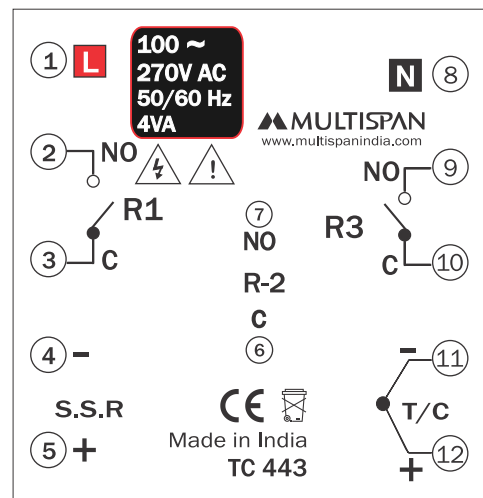 1 L
100 ~
270V AC
50/60 Hz
4VA
N 8
MULTISPAN
www.multispanindia.com
2 NO
NO 9
R1
7
NO
R3
3 C
C 10
R-2
C
6
4 -
- 11
S.S.R
CE
T/C
5 +
Made in India
+ 12
TC 443